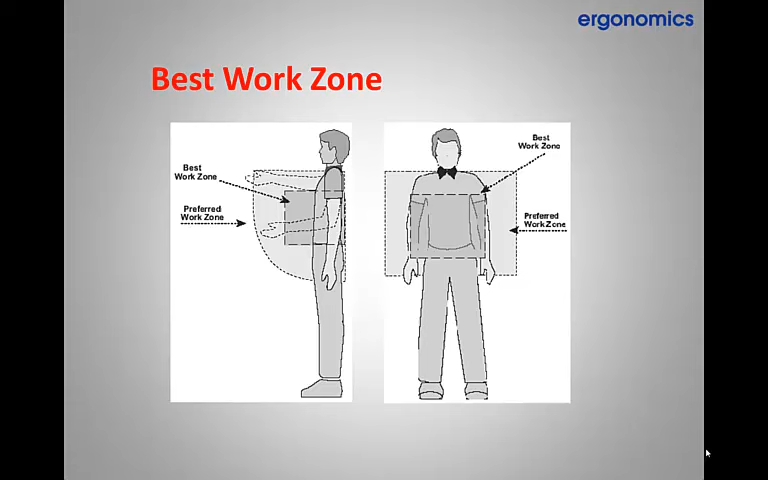 ergonomics
Best Work Zone
Best
Work Zone
Preferred
Work Zone
Best
Work Zone
Preferred
Work Zone